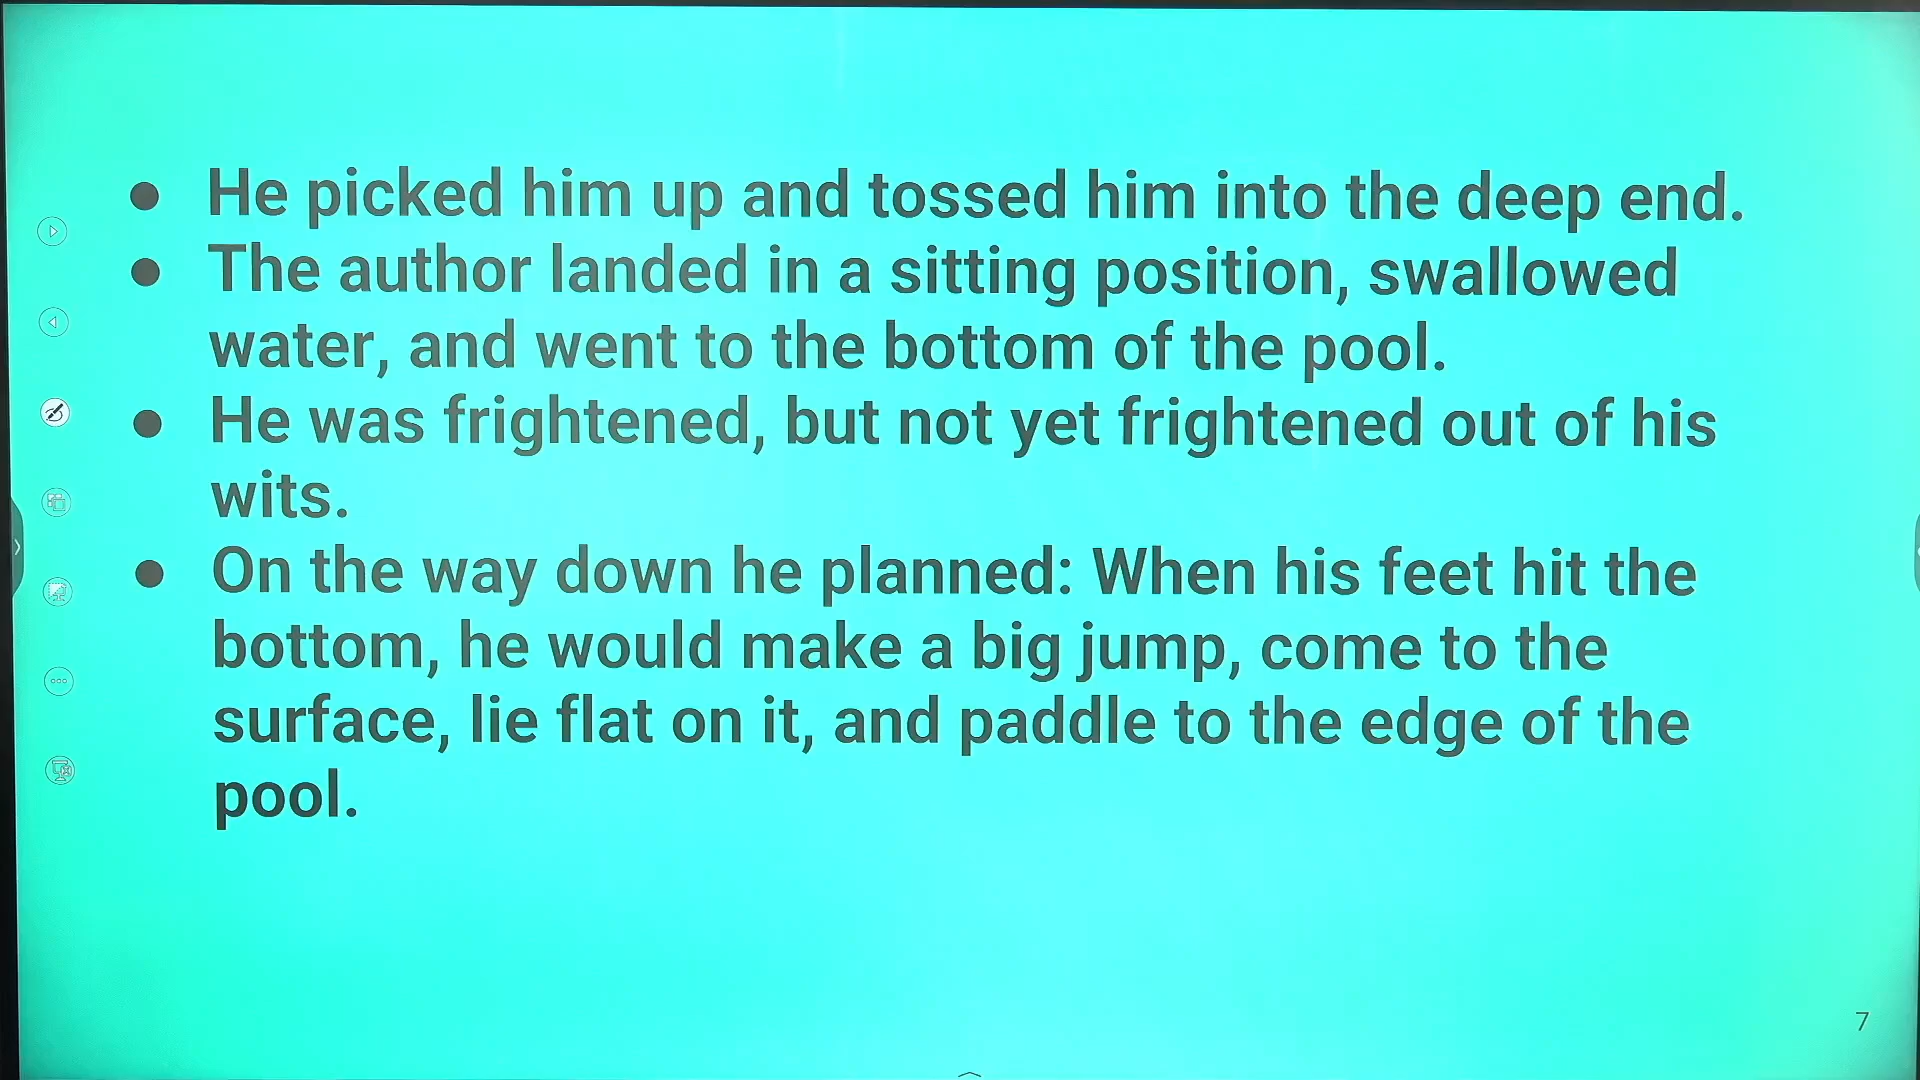 ● He picked him up and tossed him into the deep end.
● The author landed in a sitting position, swallowed
water, and went to the bottom of the pool.
● He was frightened, but not yet frightened out of his
wits.
● On the way down he planned: When his feet hit the
bottom, he would make a big jump, come to the
surface, lie flat on it, and paddle to the edge of the
pool.
7